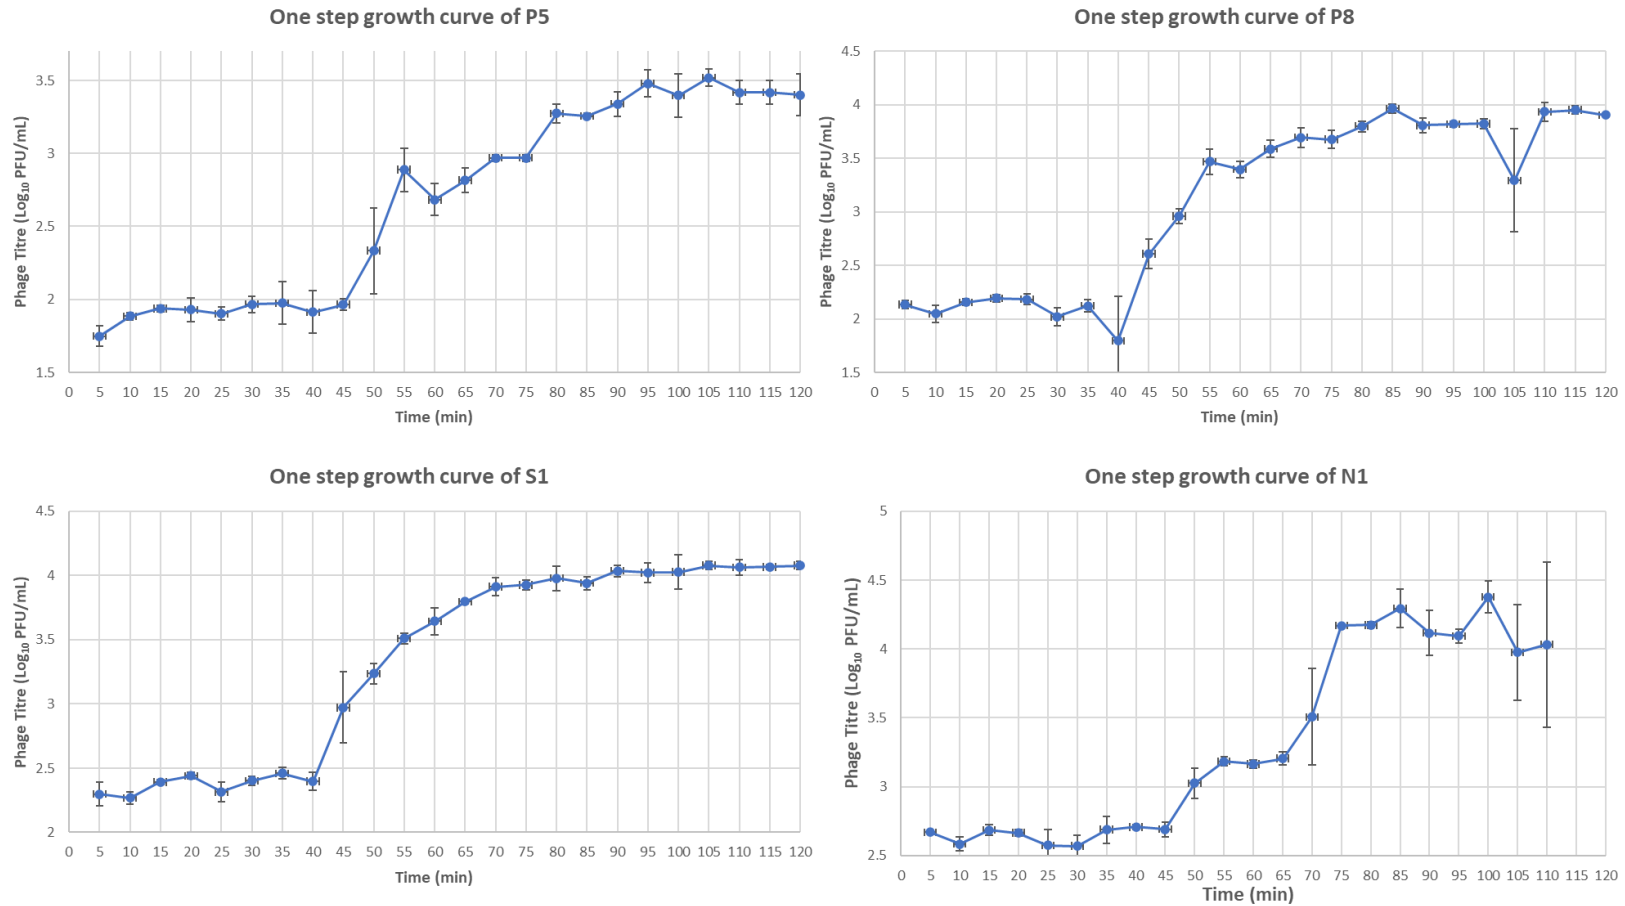 One step growth curve of P5
Phage Titre (Log₁₀ PFU/mL)
3.5
3
2.5
2
1.5
0 5 10 15 20 25 30 35 40 45 50 55 60 65 70 75 80 85 90 95 100 105 110 115 120
Time (min)
One step growth curve of P8
Phage Titre (Log₁₀ PFU/mL)
4.5
4
3.5
3
2.5
2
1.5
0 5 10 15 20 25 30 35 40 45 50 55 60 65 70 75 80 85 90 95 100 105 110 115 120
Time (min)
One step growth curve of S1
Phage Titre (Log₁₀ PFU/mL)
4.5
4
3.5
3
2.5
2
0 5 10 15 20 25 30 35 40 45 50 55 60 65 70 75 80 85 90 95 100 105 110 115 120
Time (min)
One step growth curve of N1
Phage Titre (Log₁₀ PFU/mL)
5
4.5
4
3.5
3
2.5
0 5 10 15 20 25 30 35 40 45 50 55 60 65 70 75 80 85 90 95 100 105 110 115 120
Time (min)